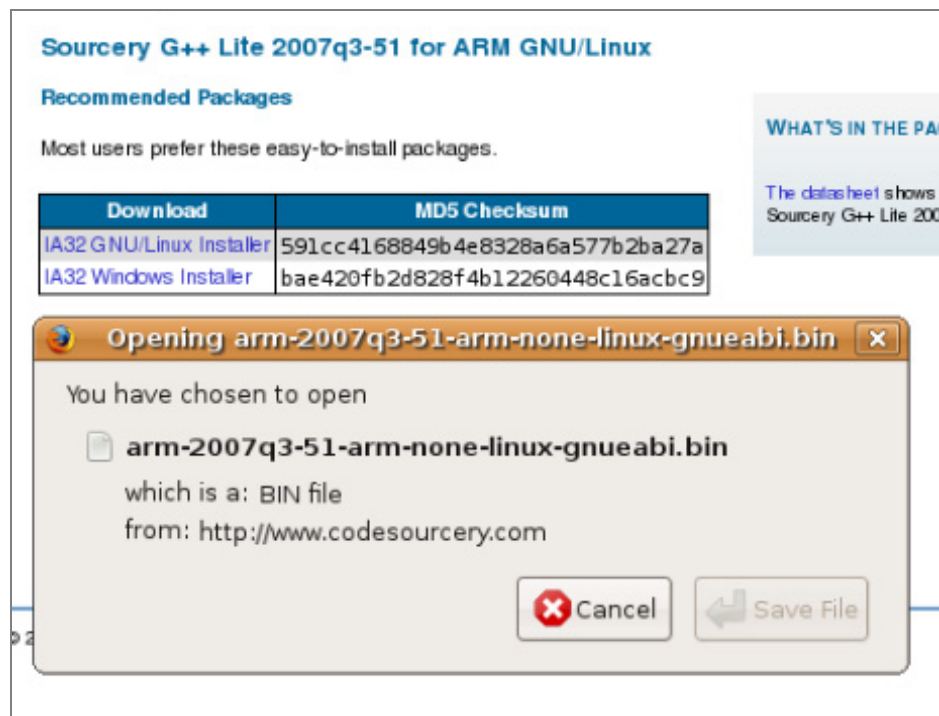 Sourcery G++ Lite 2007q3-51 for ARM GNU/Linux
Recommended Packages
Most users prefer these easy-to-install packages.
WHAT'S IN THE PA
The datasheet shows
Sourcery G++ Lite 200
Download MD5 Checksum
IA32 GNU/Linux Installer 591cc4168849b4e8328a6a577b2ba27a
IA32 Windows Installer bae420fb2d828f4b12260448c16acbc9
Opening arm-2007q3-51-arm-none-linux-gnueabi.bin
You have chosen to open
arm-2007q3-51-arm-none-linux-gnueabi.bin
which is a: BIN file
from: http://www.codesourcery.com
Cancel Save File
© 2